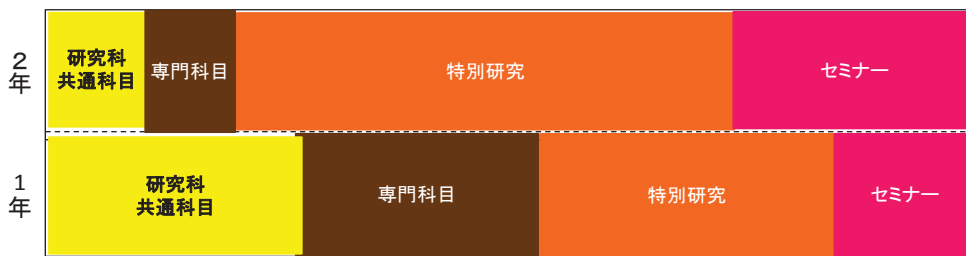 2年
研究科
共通科目
専門科目
特別研究
セミナー
1年
研究科
共通科目
専門科目
特別研究
セミナー